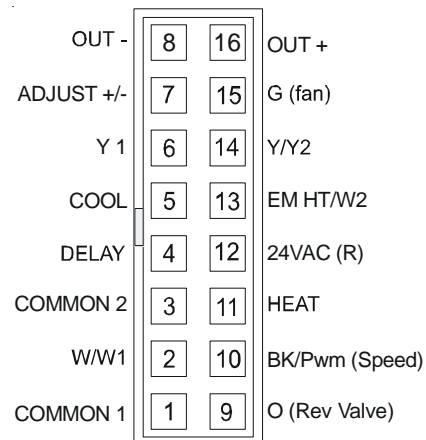 OUT - 8 16 OUT +
ADJUST +/- 7 15 G (fan)
Y 1 6 14 Y/Y2
COOL 5 13 EM HT/W2
DELAY 4 12 24VAC (R)
COMMON 2 3 11 HEAT
W/W1 2 10 BK/Pwm (Speed)
COMMON 1 1 9 O (Rev Valve)